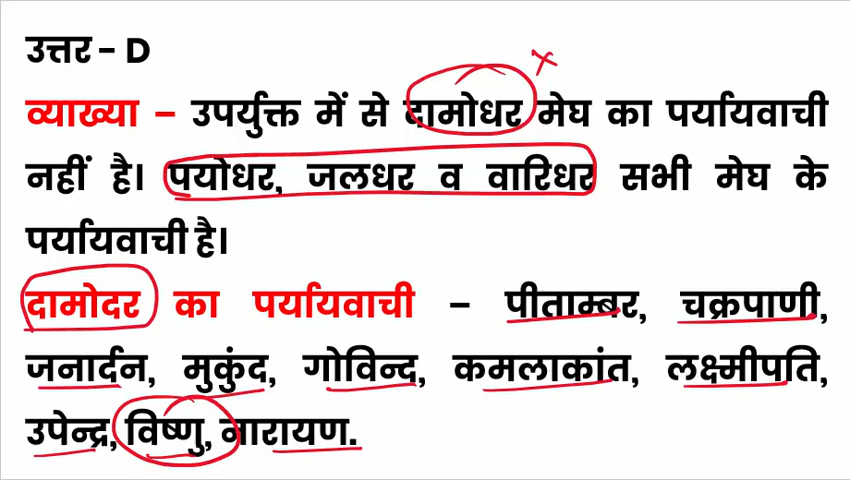 उत्तर – D
व्याख्या – उपर्युक्त में से दामोधर मेघ का पर्यायवाची
नहीं है। पयोधर, जलधर व वारिधर सभी मेघ के
पर्यायवाची है।
दामोदर का पर्यायवाची – पीताम्बर, चक्रपाणी,
जनार्दन, मुकुंद, गोविन्द, कमलाकांत, लक्ष्मीपति,
उपेन्द्र, विष्णु, नारायण.